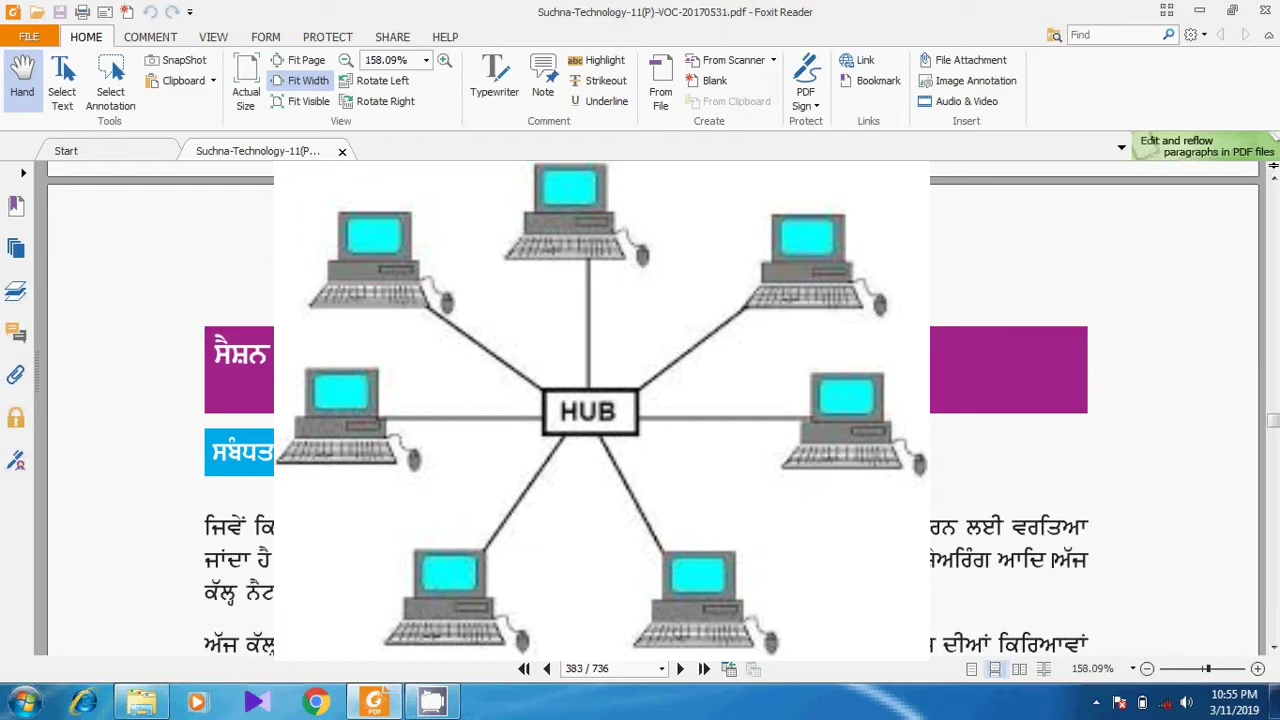 Suchna-Technology-11(P)-VOC-20170531.pdf - Foxit Reader
FILE HOME COMMENT VIEW FORM PROTECT SHARE HELP
Find
Hand
Select Text
Select Annotation
SnapShot
Clipboard
Tools
Actual Size
Fit Page
Fit Width
Fit Visible
158.09%
Rotate Left
Rotate Right
View
Typewriter
Note
Highlight
Strikeout
Underline
Comment
From File
From Scanner
Blank
From Clipboard
Create
PDF Sign
Protect
Link
Bookmark
Links
File Attachment
Image Annotation
Audio & Video
Insert
Start
Suchna-Technology-11(P...
Edit and reflow
paragraphs in PDF files
ਸੈਸ਼ਨ
HUB
ਸਬੰਧਤ
ਜਿਵੇਂ ਕਿ
ਰਨ ਲਈ ਵਰਤਿਆ
ਜਾਂਦਾ ਹੈ
ਸ਼ੇਅਰਿੰਗ ਆਦਿ ਅੱਜ
ਕੱਲ੍ਹ ਨੈਟ
ਅੱਜ ਕੱਲ੍ਹ
ਦੀਆਂ ਕਿਰਿਆਵਾਂ
383 / 736
158.09%
PDF
10:55 PM
3/11/2019